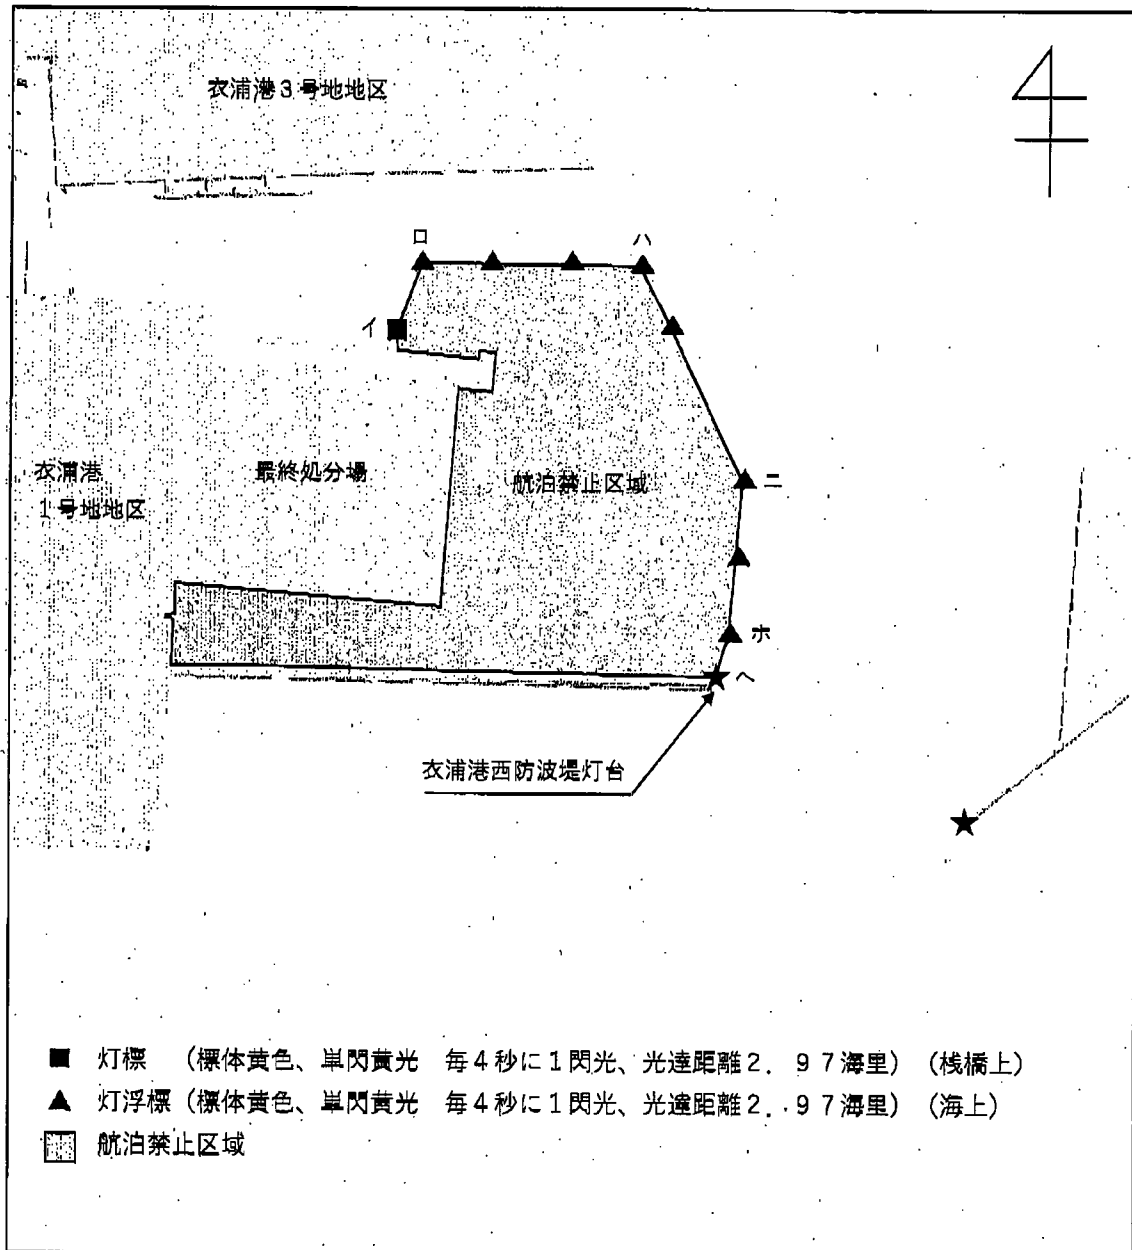 衣浦港3号地地区
ロ
ハ
イ
衣浦港
1号地地区
最終処分場
航泊禁止区域
ニ
ホ
ヘ
衣浦港西防波堤灯台
■ 灯標 (標体黄色、単閃黄光 毎4秒に1閃光、光達距離2.97海里) (桟橋上)
▲ 灯浮標 (標体黄色、単閃黄光 毎4秒に1閃光、光達距離2.97海里) (海上)
航泊禁止区域